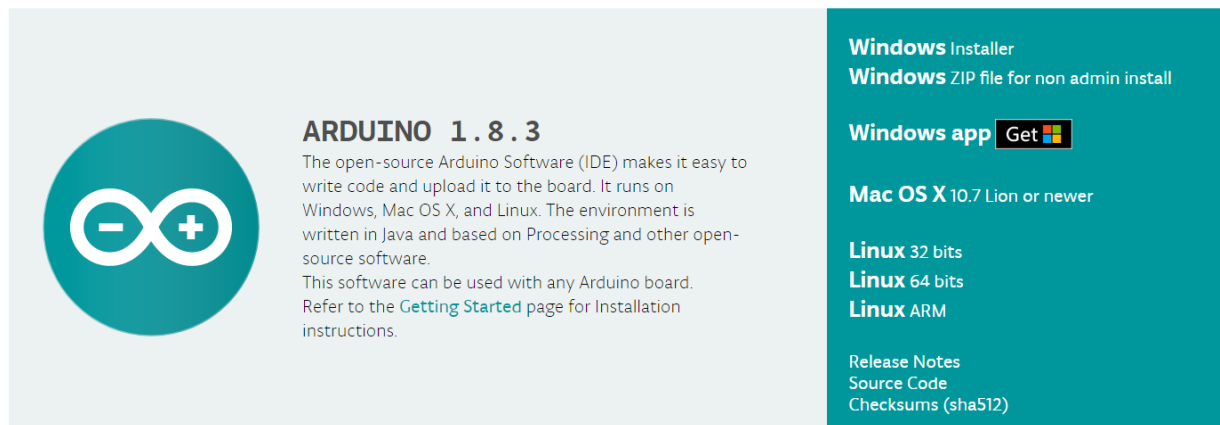 ARDUINO 1.8.3
The open-source Arduino Software (IDE) makes it easy to
write code and upload it to the board. It runs on
Windows, Mac OS X, and Linux. The environment is
written in Java and based on Processing and other open-
source software.
This software can be used with any Arduino board.
Refer to the Getting Started page for Installation
instructions.
Windows Installer
Windows ZIP file for non admin install
Windows app Get
Mac OS X 10.7 Lion or newer
Linux 32 bits
Linux 64 bits
Linux ARM
Release Notes
Source Code
Checksums (sha512)